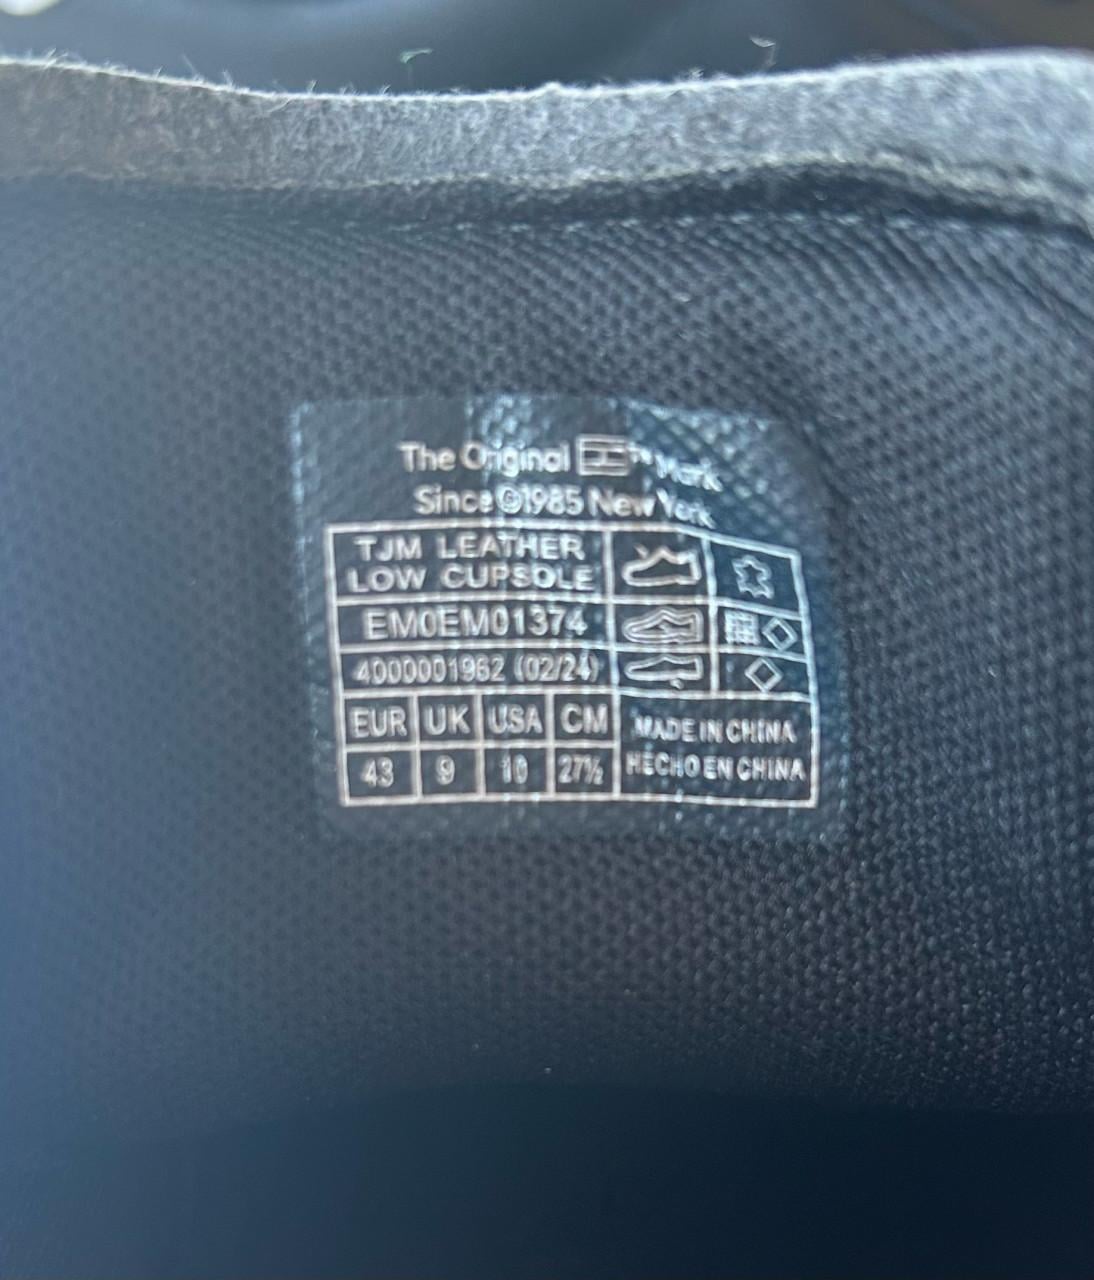 The Original ™ Mark
Since ©1985 New York
TJM LEATHER
LOW CUPSOLE
EM0EM01374
4000001962 (02/24)
EUR UK USA CM
43 9 10 27½
MADE IN CHINA
HECHO EN CHINA